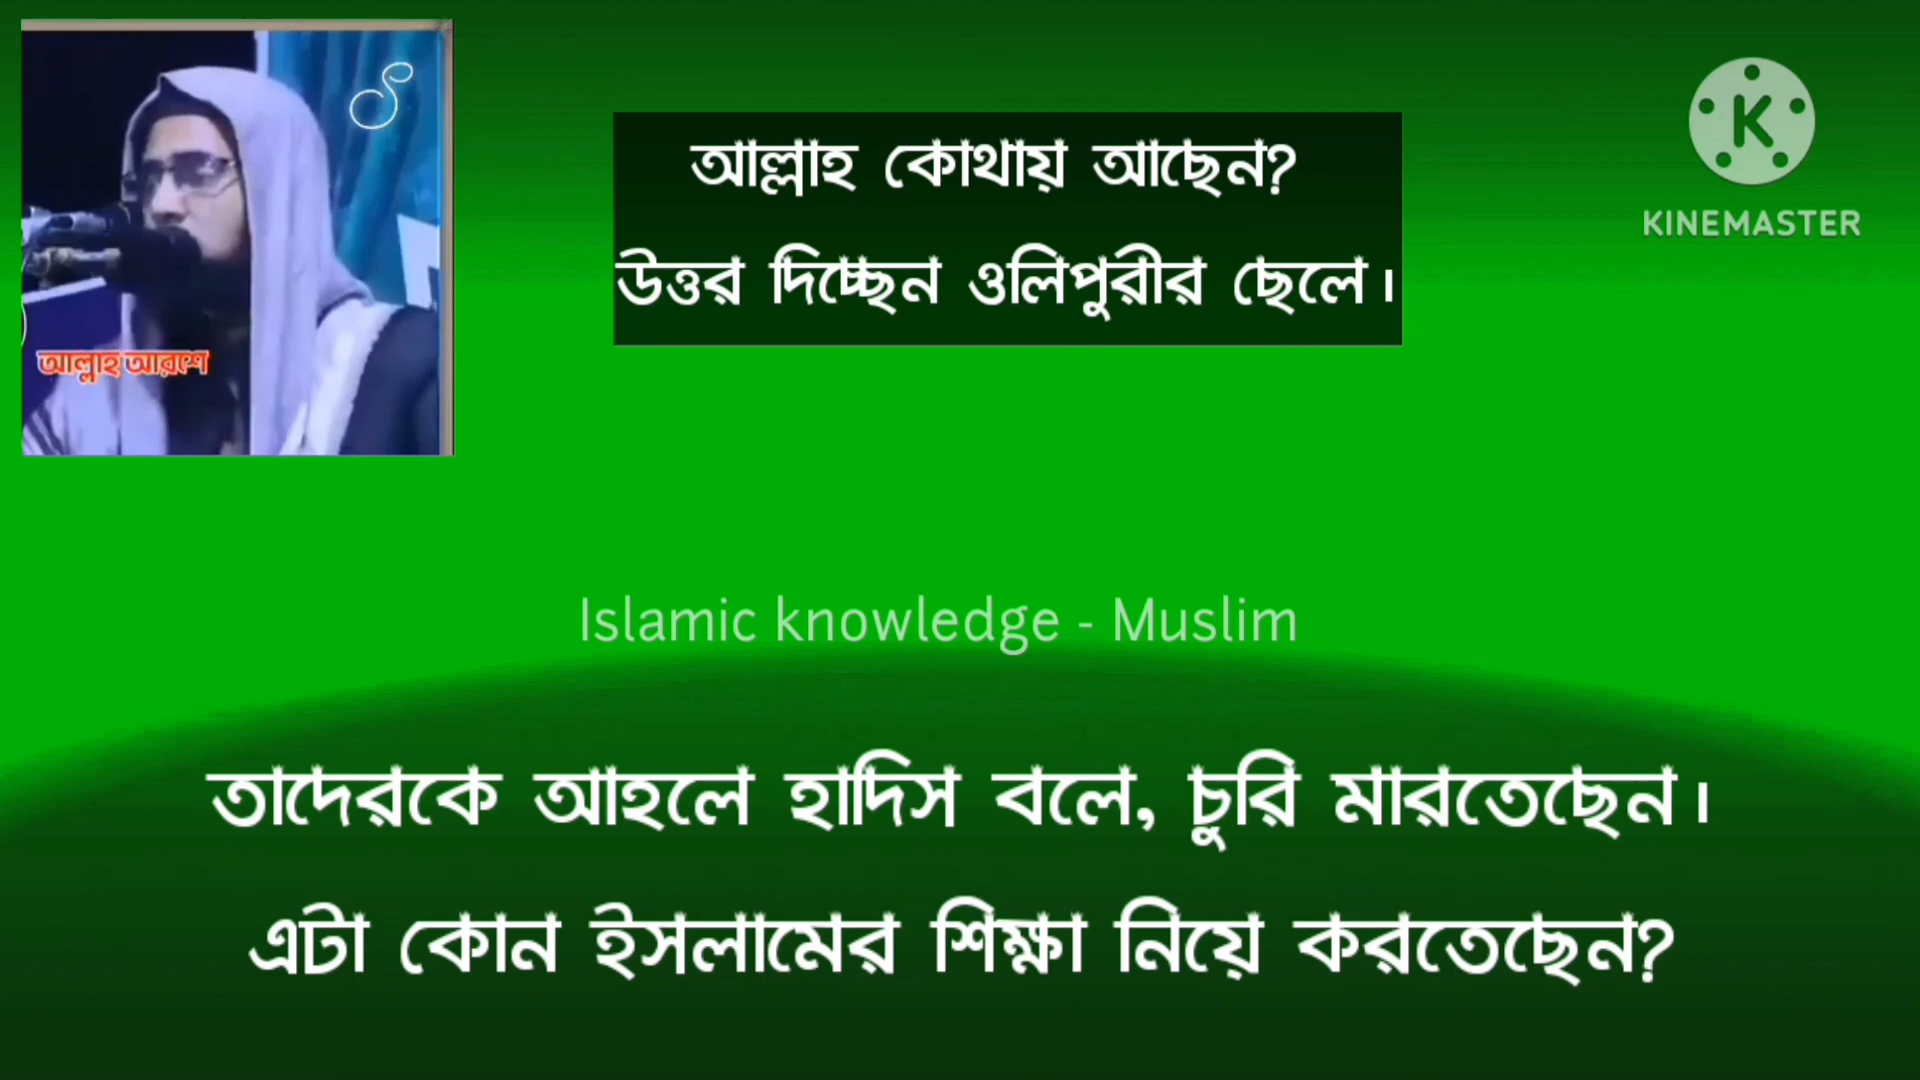 আল্লাহ আরশে
আল্লাহ কোথায় আছেন?
উত্তর দিচ্ছেন ওলিপুরীর ছেলে।
KINEMASTER
Islamic knowledge - Muslim
তাদেরকে আহলে হাদিস বলে, চুরি মারতেছেন।
এটা কোন ইসলামের শিক্ষা নিয়ে করতেছেন?